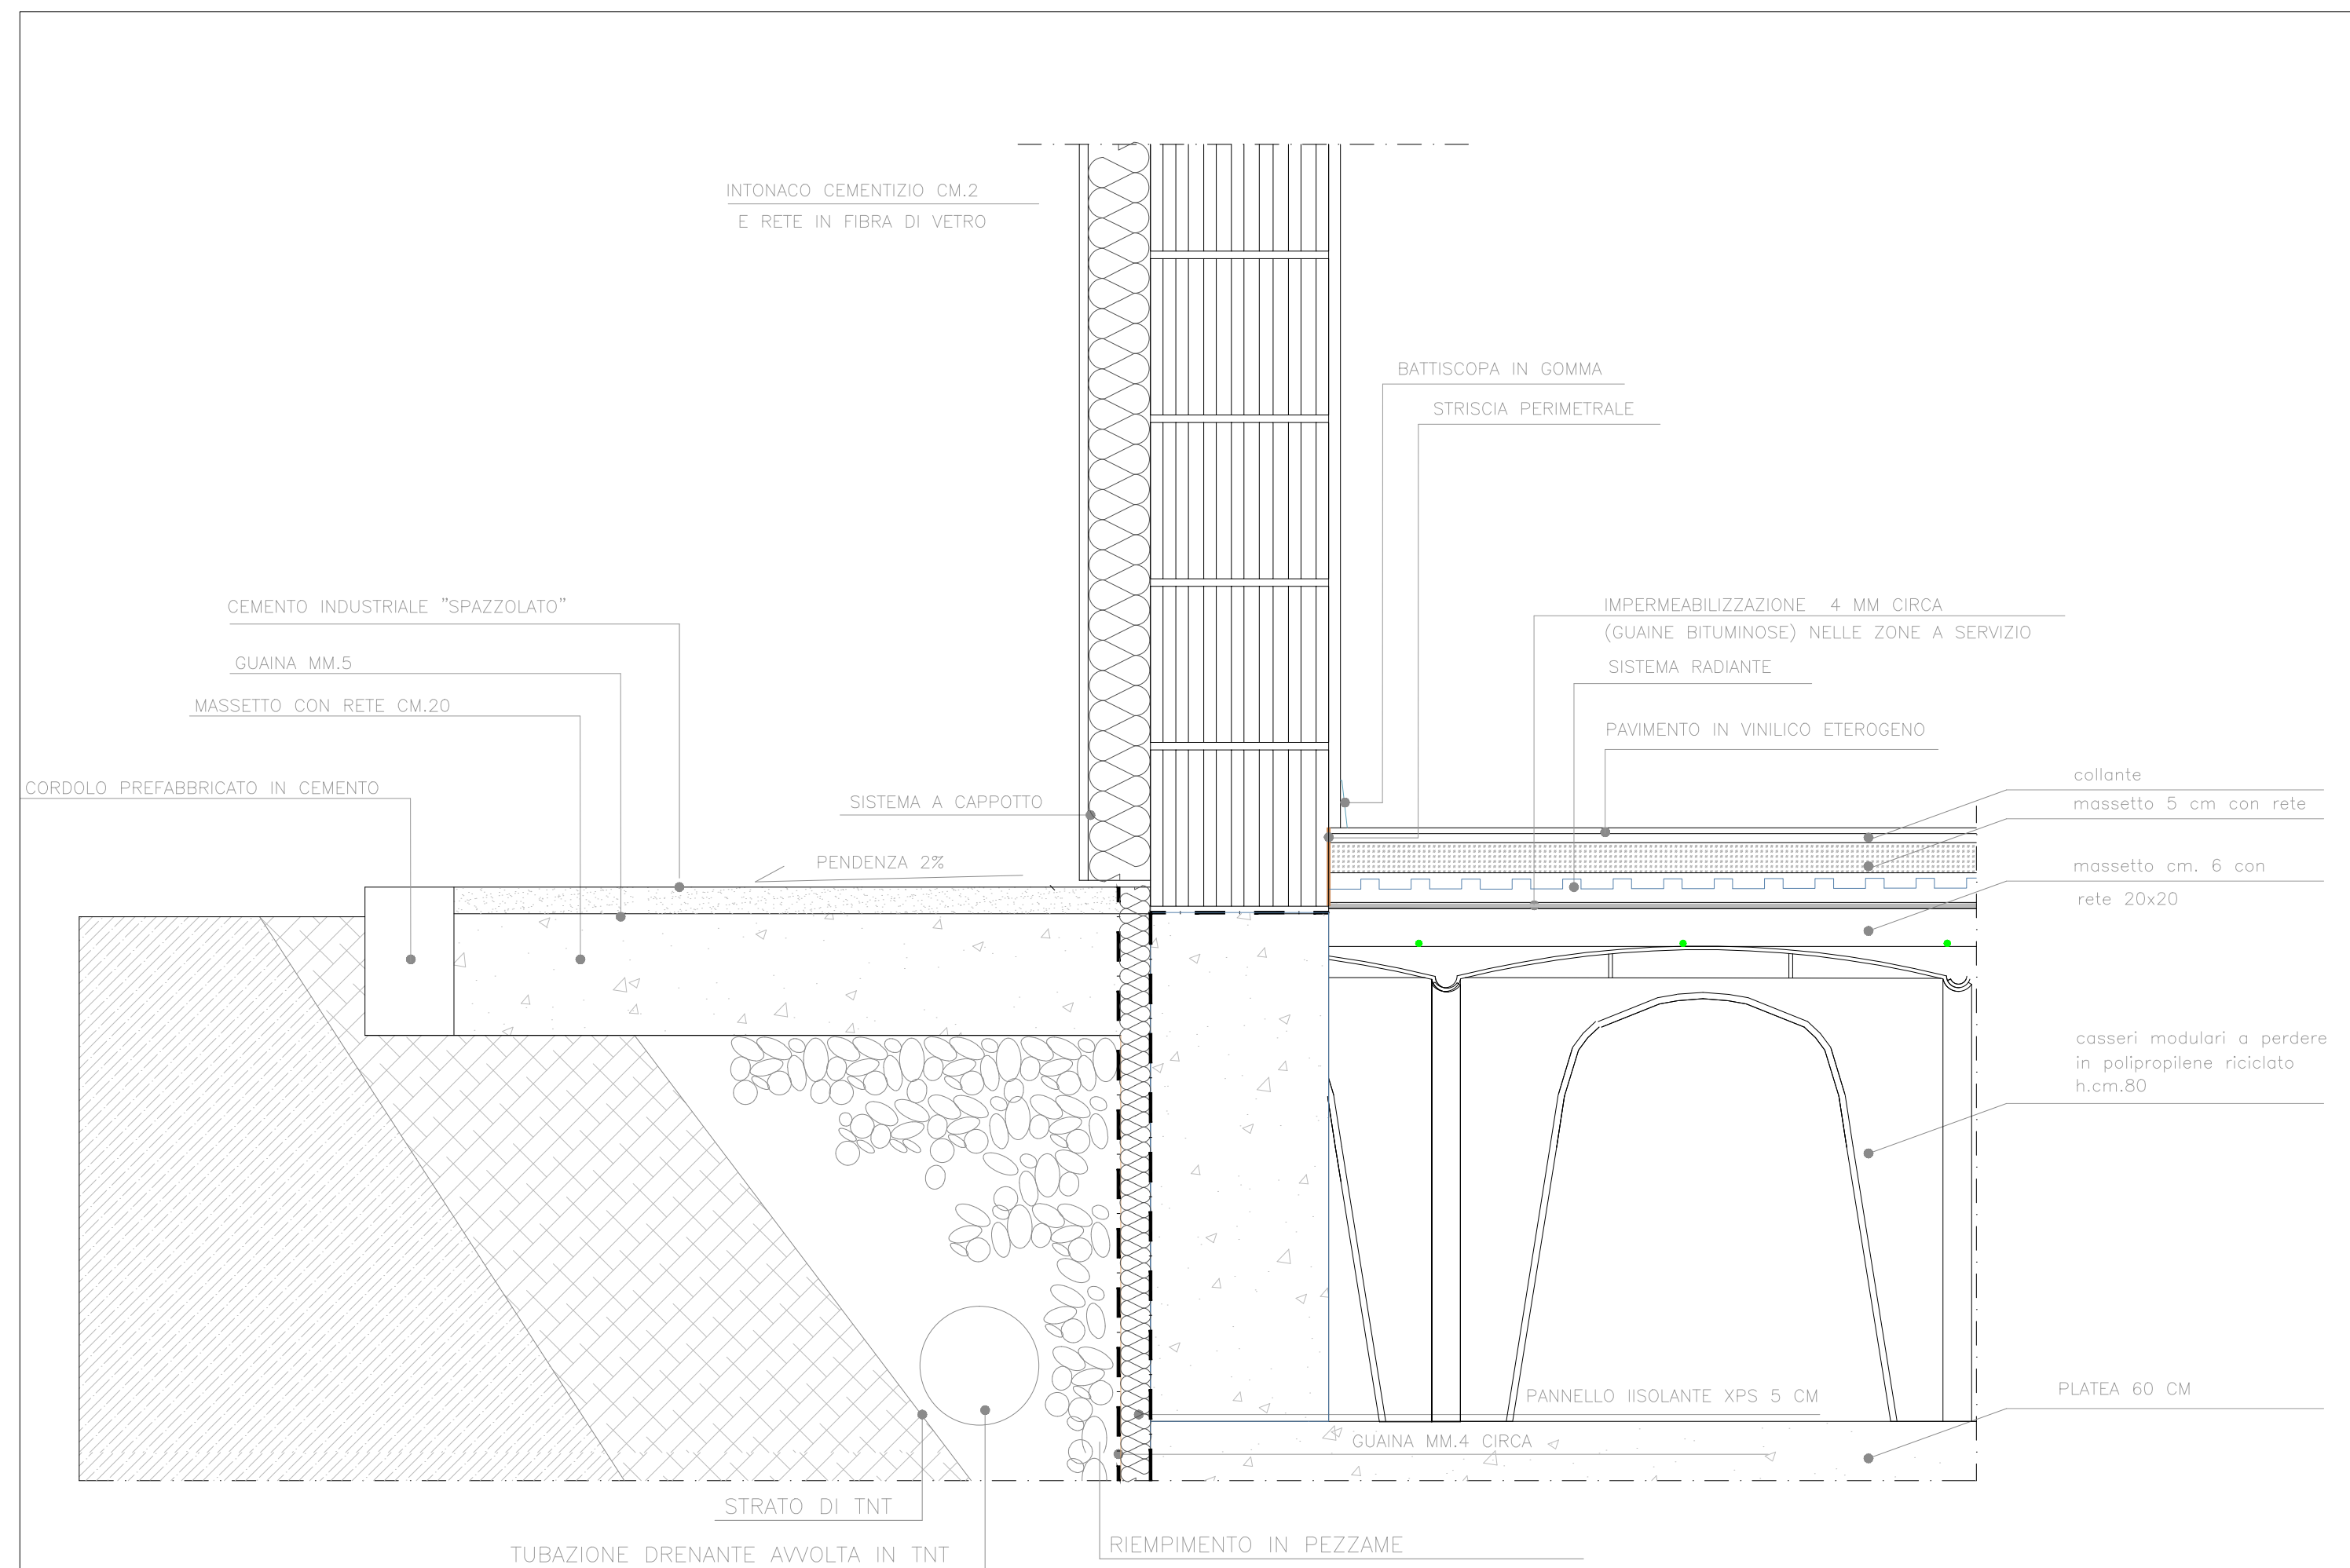 INTONACO CEMENTIZIO CM.2
E RETE IN FIBRA DI VETRO
BATTISCOPA IN GOMMA
STRISCIA PERIMETRALE
CEMENTO INDUSTRIALE "SPAZZOLATO"
GUAINA MM.5
MASSETTO CON RETE CM.20
CORDOLO PREFABBRICATO IN CEMENTO
SISTEMA A CAPPOTTO
PENDENZA 2%
IMPERMEABILIZZAZIONE 4 MM CIRCA
(GUAINE BITUMINOSE) NELLE ZONE A SERVIZIO
SISTEMA RADIANTE
PAVIMENTO IN VINILICO ETEROGENO
collante
massetto 5 cm con rete
massetto cm. 6 con
rete 20x20
casseri modulari a perdere
in polipropilene riciclato
h.cm.80
PANNELLO IISOLANTE XPS 5 CM
PLATEA 60 CM
GUAINA MM.4 CIRCA
STRATO DI TNT
TUBAZIONE DRENANTE AVVOLTA IN TNT
RIEMPIMENTO IN PEZZAME